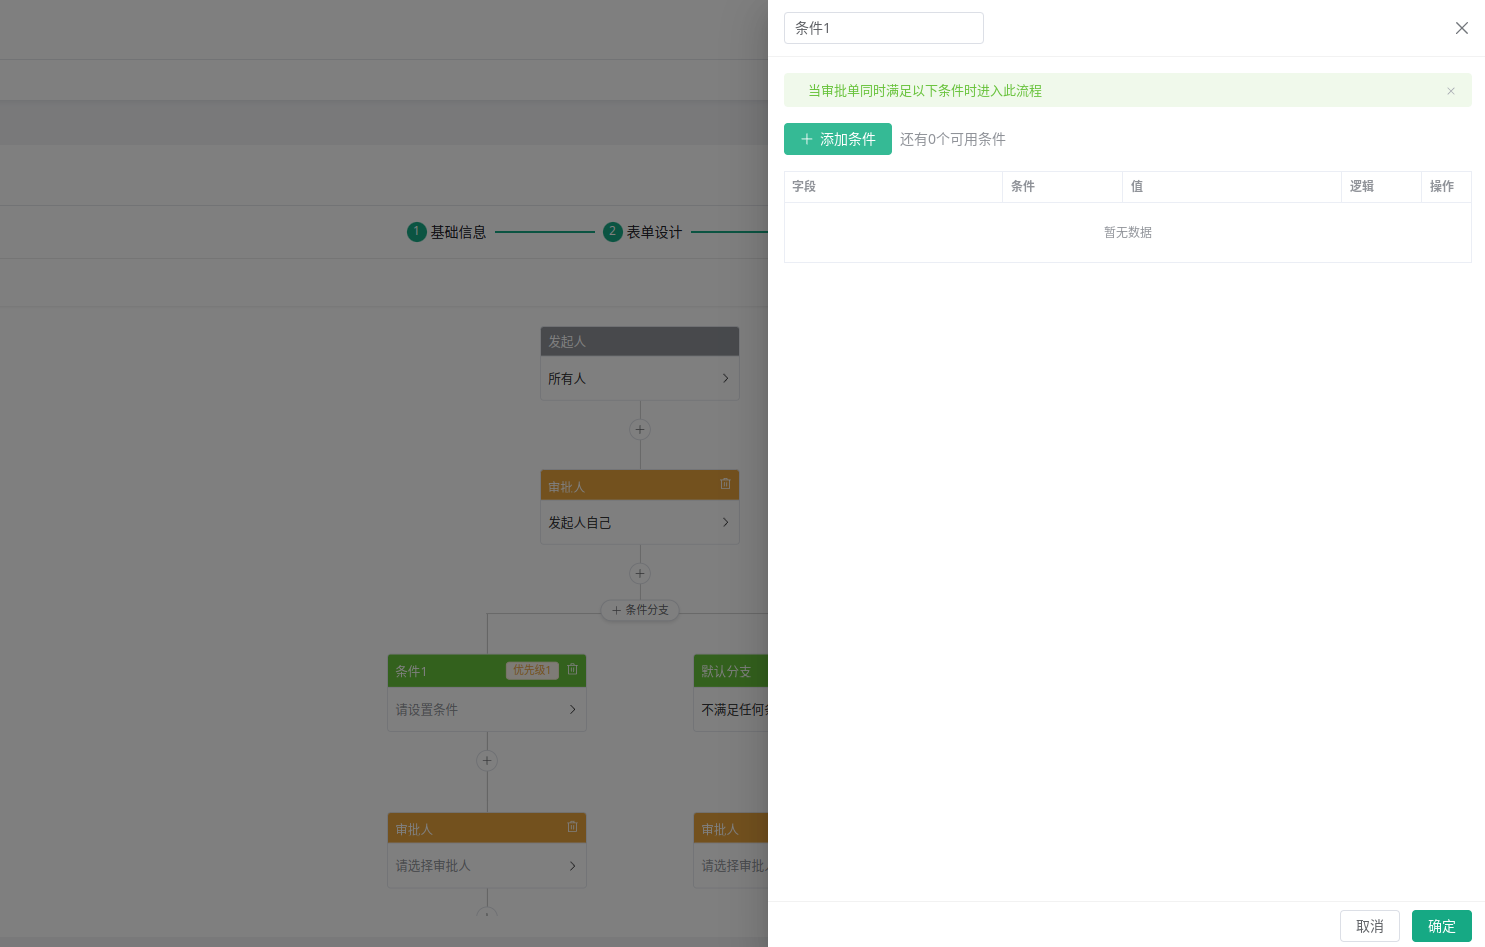 条件1
当审批单同时满足以下条件时进入此流程
添加条件 还有0个可用条件
字段 条件 值 逻辑 操作
暂无数据
1 基础信息 2 表单设计
发起人
所有人
审批人
发起人自己
条件分支
条件1 优先级1 默认分支
请设置条件 不满足任何
审批人 审批人
请选择审批人 请选择审批
取消 确定